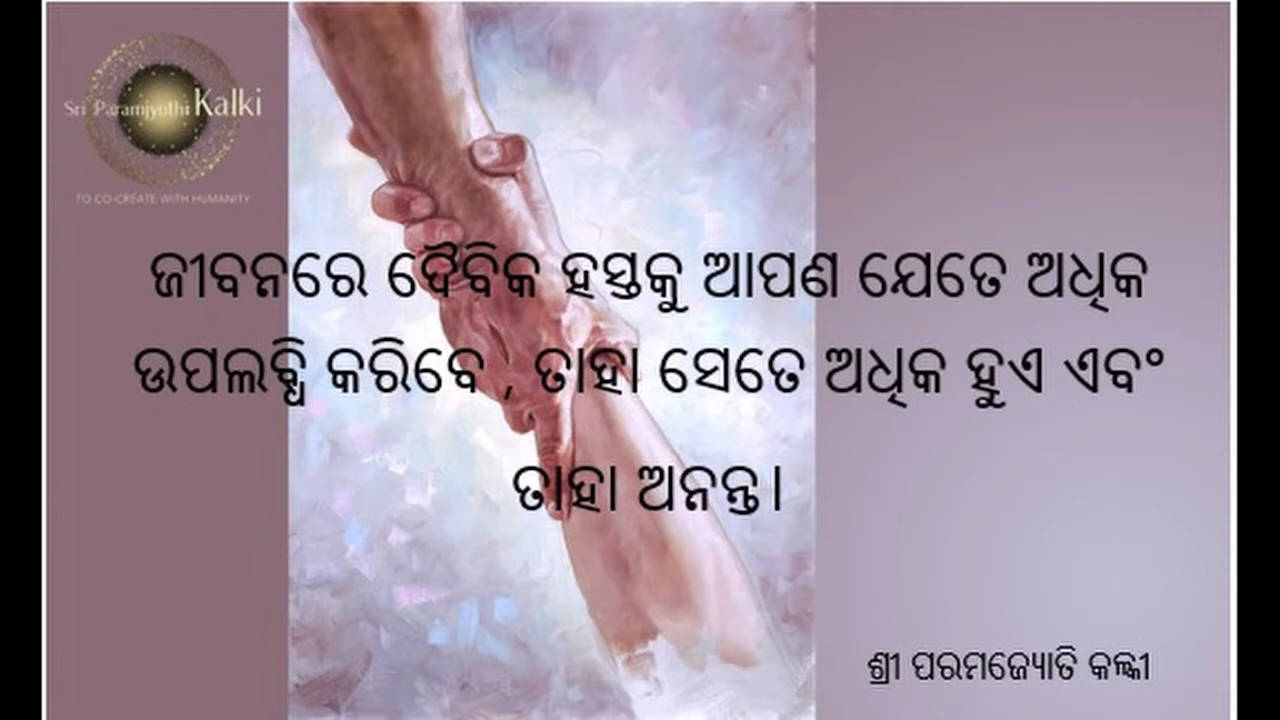 Sri Paramjyothi Kalki
TO CO-CREATE WITH HUMANITY
ଜୀବନରେ ଦୈବିକ ହସ୍ତକୁ ଆପଣ ଯେତେ ଅଧିକ
ଉପଲବ୍ଧି କରିବେ , ତାହା ସେତେ ଅଧିକ ହୁଏ ଏବଂ
ତାହା ଅନନ୍ତ।
ଶ୍ରୀ ପରମଜ୍ୟୋତି କଳ୍କୀ